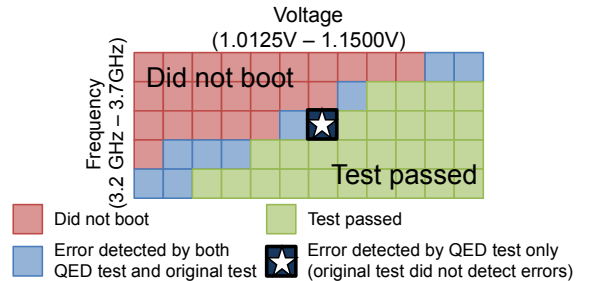 Voltage
(1.0125V – 1.1500V)
Frequency
(3.2 GHz – 3.7GHz)
Did not boot
Test passed
Did not boot
Test passed
Error detected by both
QED test and original test
Error detected by QED test only
(original test did not detect errors)